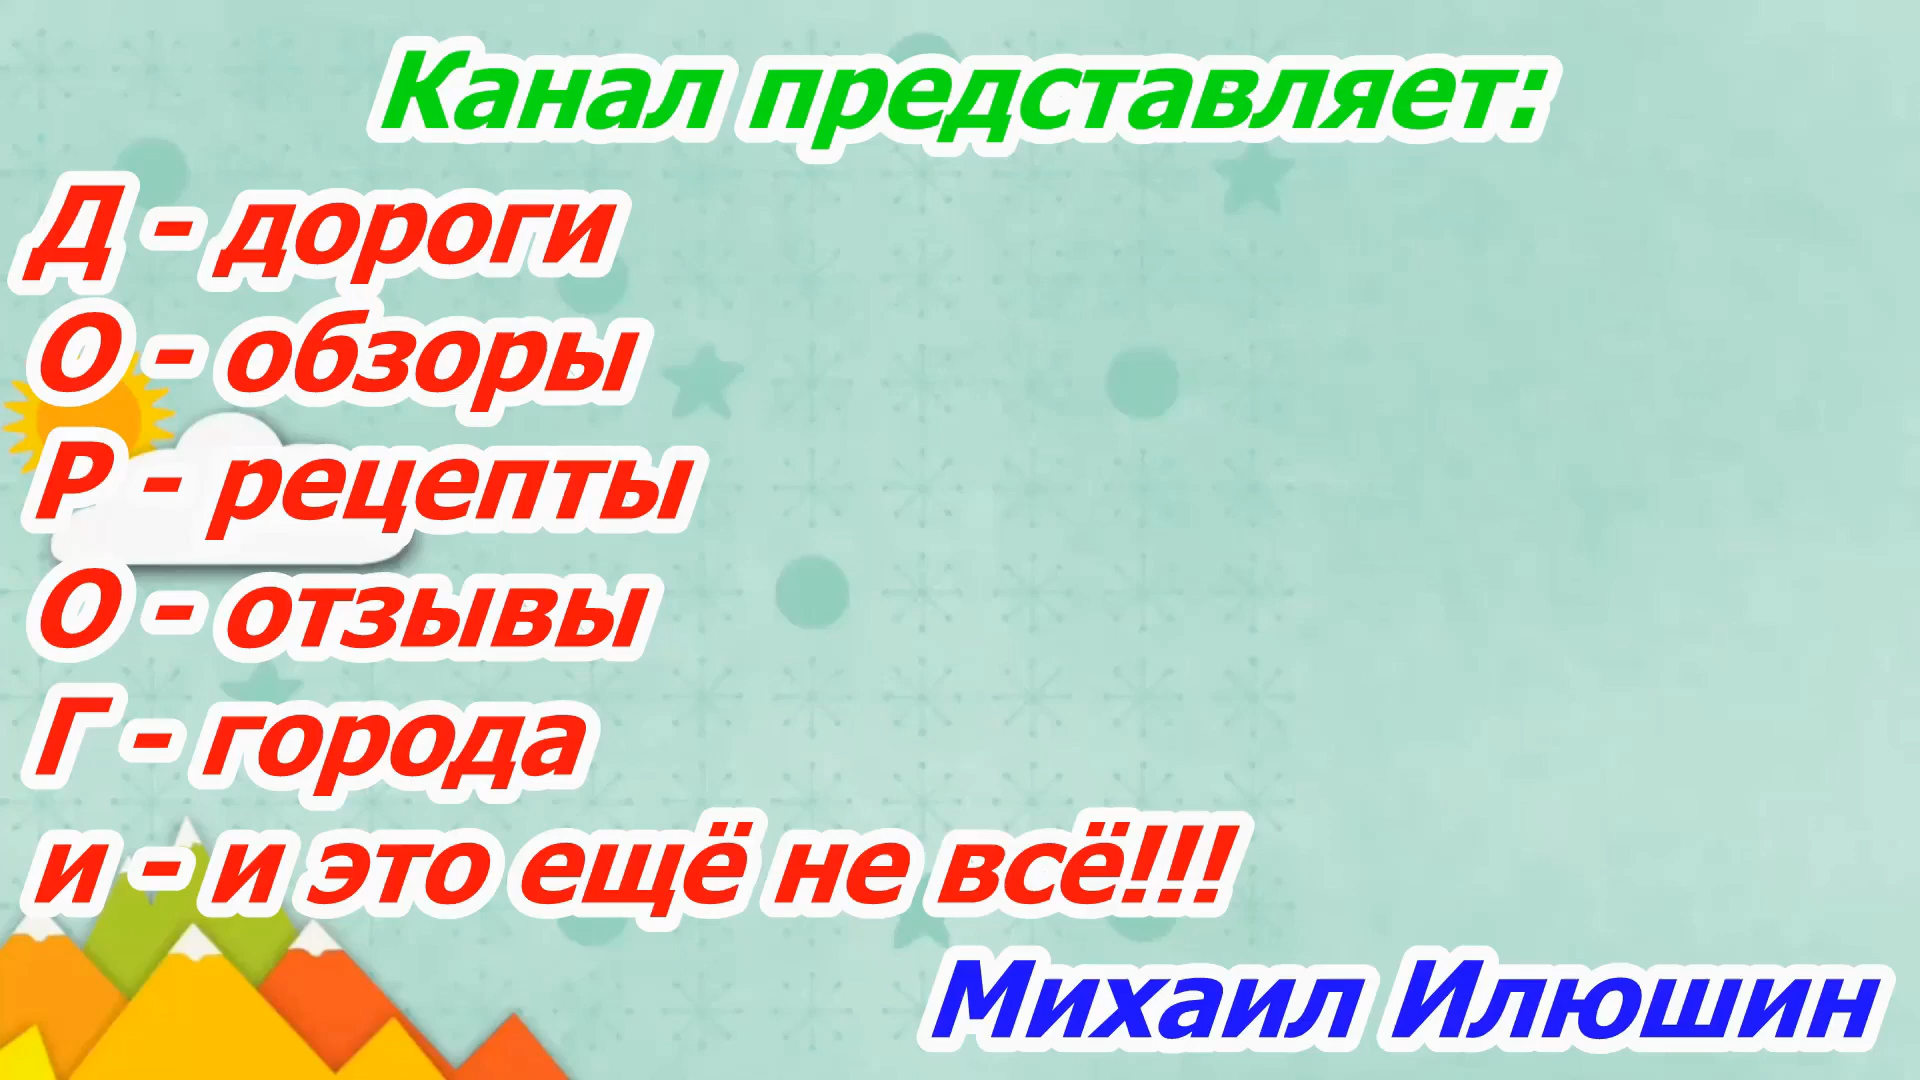 Канал представляет:
Д - дороги
О - обзоры
Р - рецепты
О - отзывы
Г - города
и - и это ещё не всё!!!
Михаил Илюшин